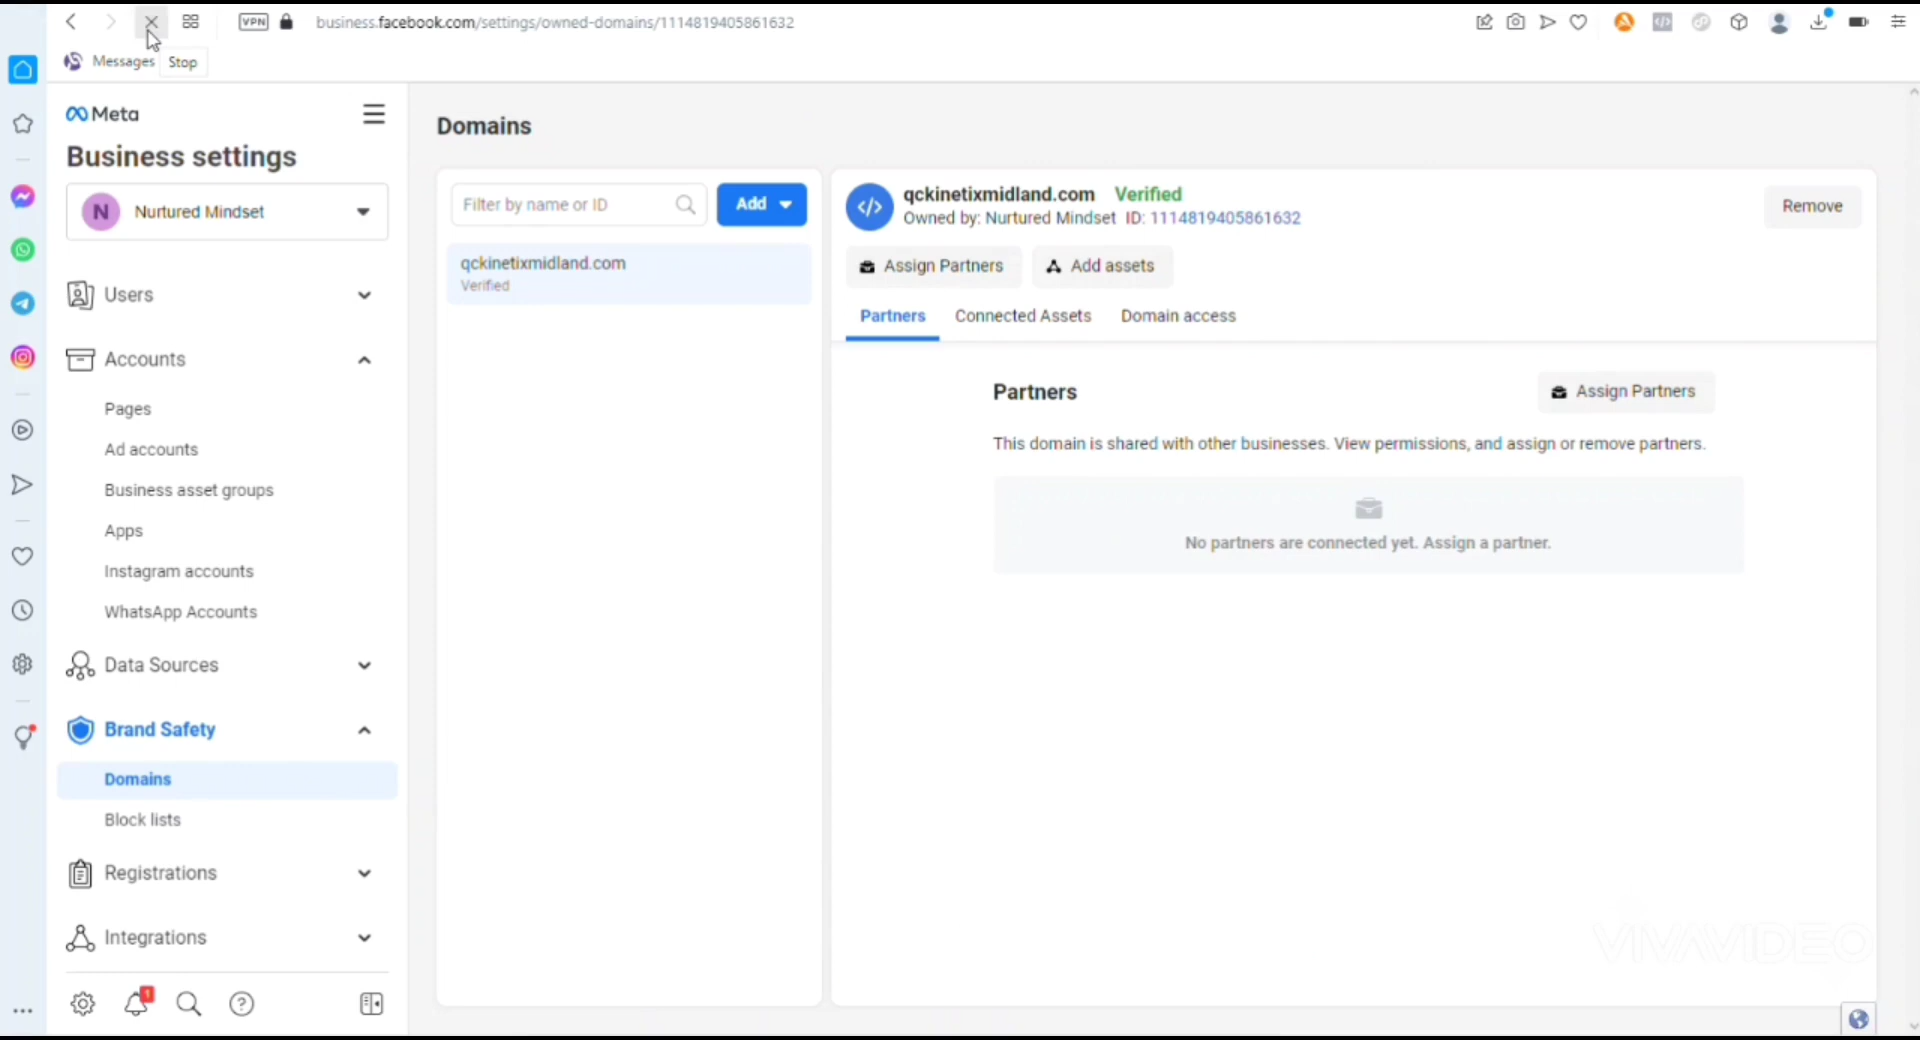 VPN
business.facebook.com/settings/owned-domains/1114819405861632
Messages
Stop
Meta
Business settings
N
Nurtured Mindset
Users
Accounts
Pages
Ad accounts
Business asset groups
Apps
Instagram accounts
WhatsApp Accounts
Data Sources
Brand Safety
Domains
Block lists
Registrations
Integrations
1
Domains
Filter by name or ID
Add
qckinetixmidland.com
Verified
qckinetixmidland.com Verified
Owned by: Nurtured Mindset ID: 1114819405861632
Remove
Assign Partners
Add assets
Partners
Connected Assets
Domain access
Partners
Assign Partners
This domain is shared with other businesses. View permissions, and assign or remove partners.
No partners are connected yet. Assign a partner.
VIVAVIDEO